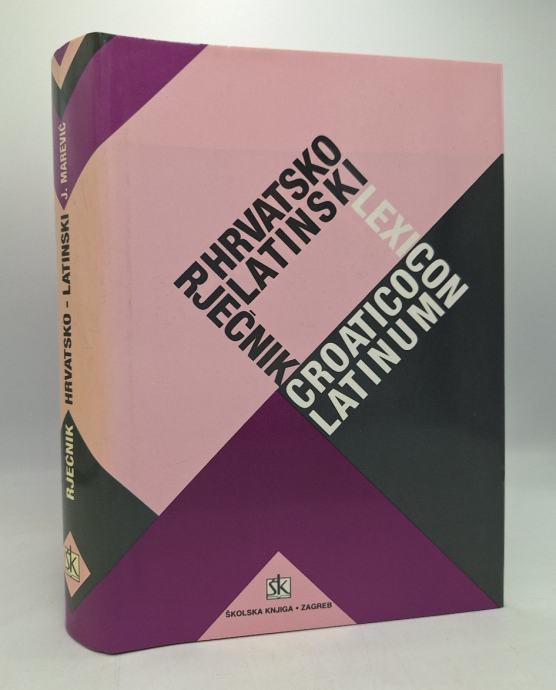 J. MAREVIĆ
HRVATSKO - LATINSKI
RJEČNIK
HRVATSKO
LATINSKI
RJEČNIK
LEXICON
CROATICO
LATINUM
šk
ŠKOLSKA KNJIGA • ZAGREB
šk